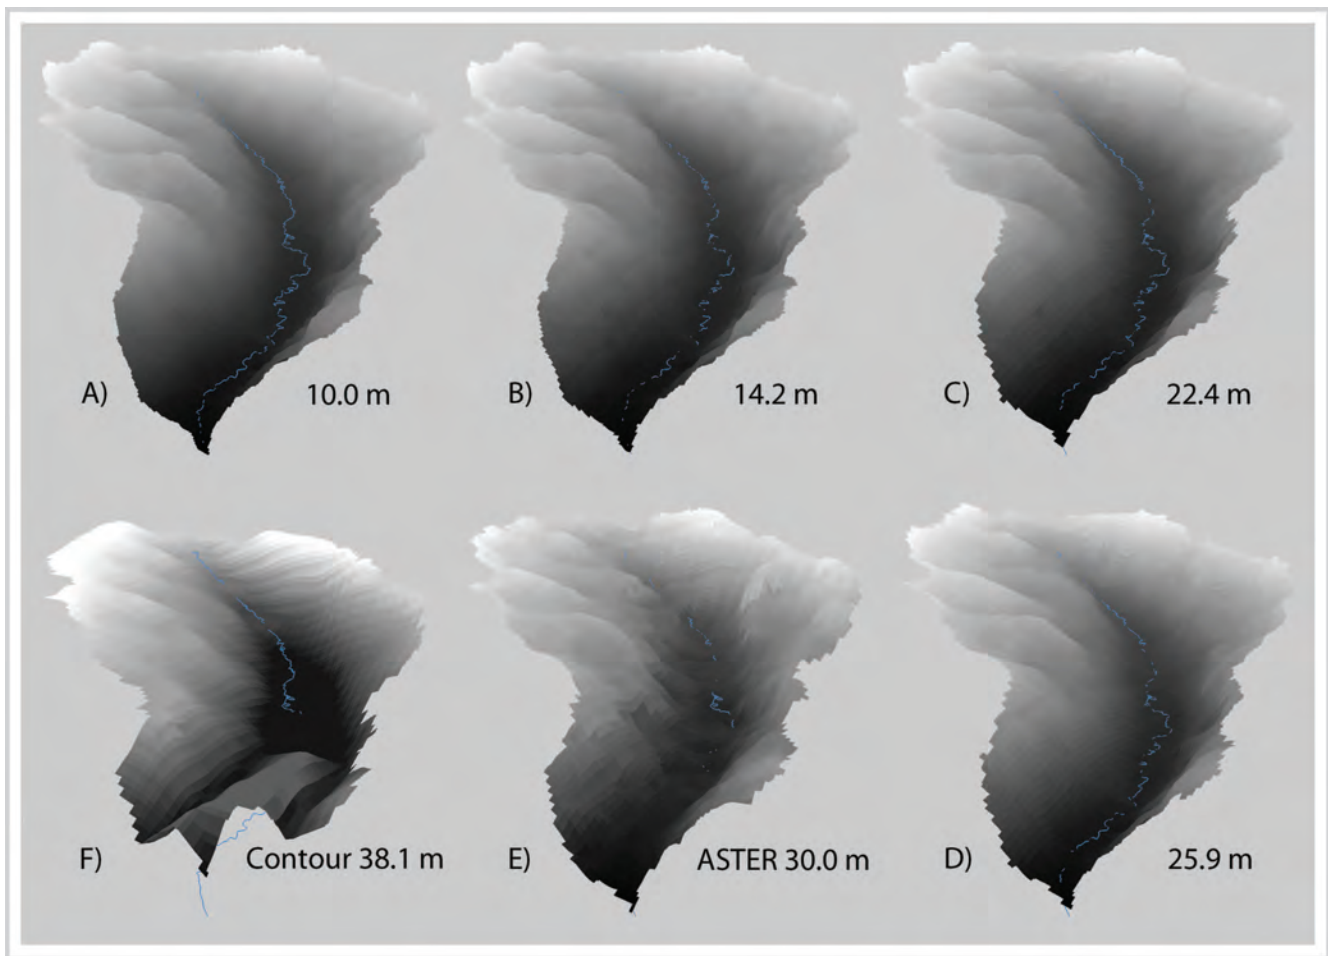 A) 10.0 m
B) 14.2 m
C) 22.4 m
F) Contour 38.1 m
E) ASTER 30.0 m
D) 25.9 m